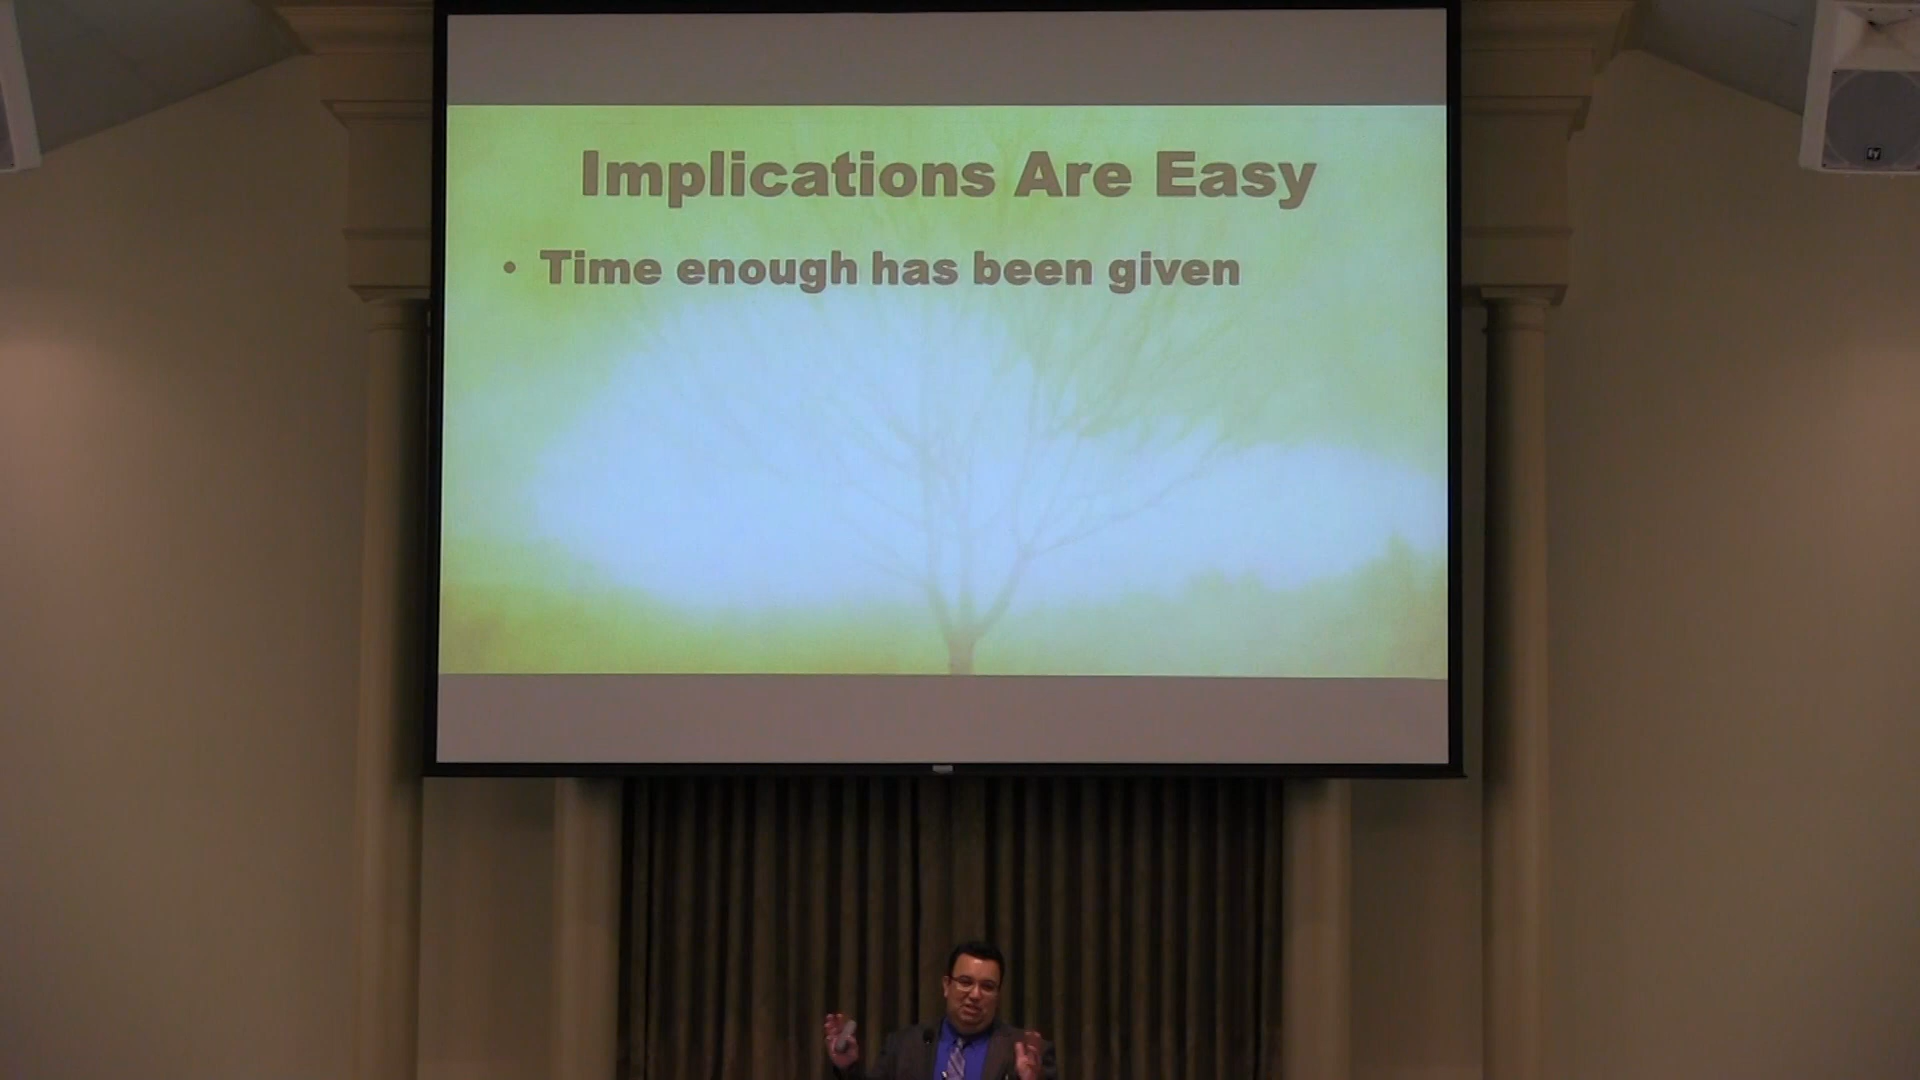 Implications Are Easy
• Time enough has been given